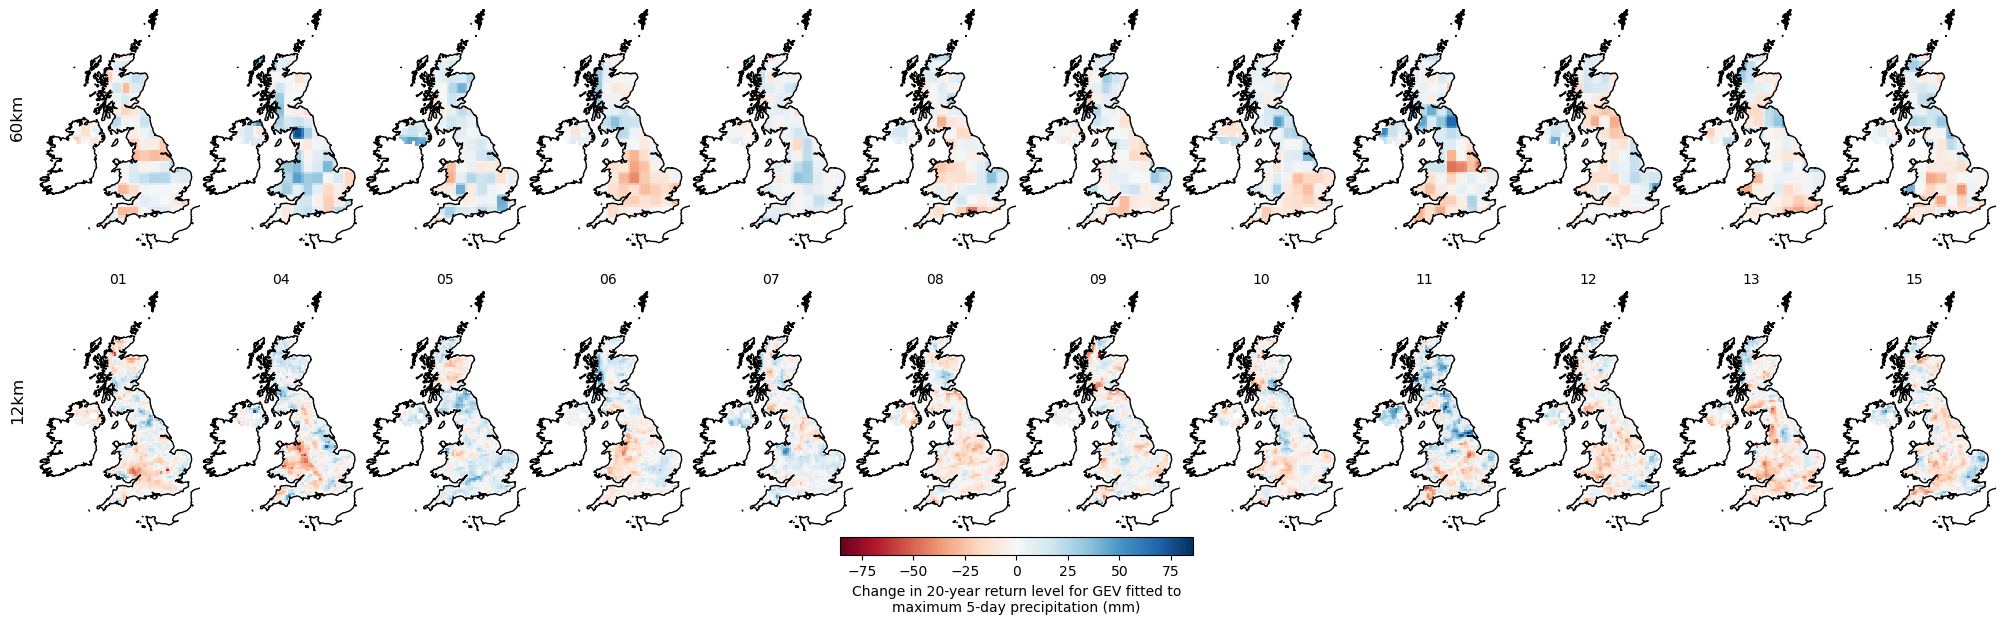 60km
01 04 05 06 07 08 09 10 11 12 13 15
12km
−75 −50 −25 0 25 50 75
Change in 20-year return level for GEV fitted to
maximum 5-day precipitation (mm)